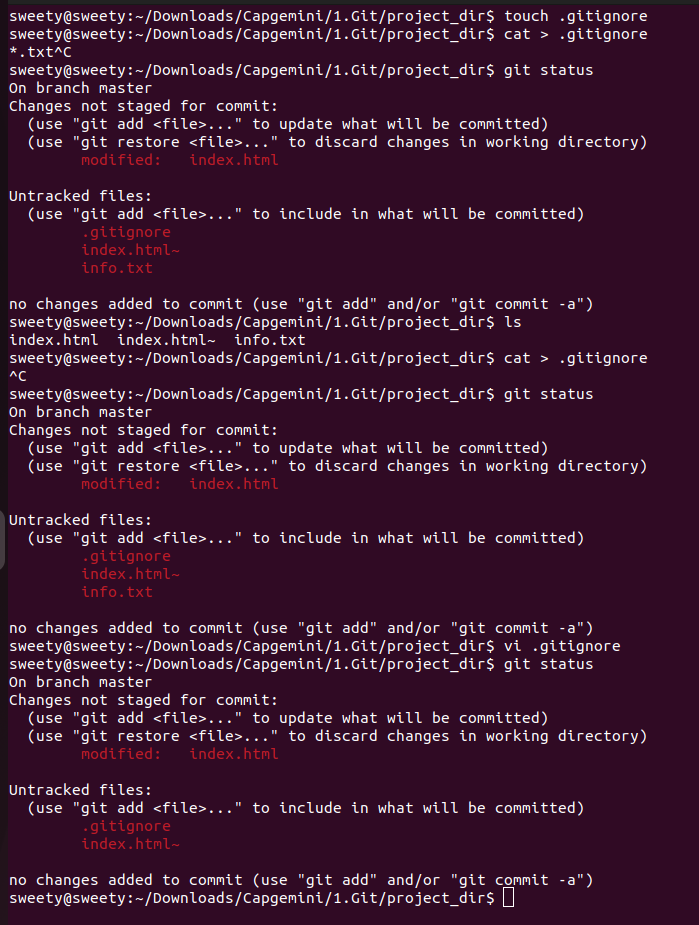 sweety@sweety:~/Downloads/Capgemini/1.Git/project_dir$ touch .gitignore
sweety@sweety:~/Downloads/Capgemini/1.Git/project_dir$ cat > .gitignore
*.txt^C
sweety@sweety:~/Downloads/Capgemini/1.Git/project_dir$ git status
On branch master
Changes not staged for commit:
  (use "git add <file>..." to update what will be committed)
  (use "git restore <file>..." to discard changes in working directory)
        modified:   index.html

Untracked files:
  (use "git add <file>..." to include in what will be committed)
        .gitignore
        index.html~
        info.txt

no changes added to commit (use "git add" and/or "git commit -a")
sweety@sweety:~/Downloads/Capgemini/1.Git/project_dir$ ls
index.html  index.html~  info.txt
sweety@sweety:~/Downloads/Capgemini/1.Git/project_dir$ cat > .gitignore
^C
sweety@sweety:~/Downloads/Capgemini/1.Git/project_dir$ git status
On branch master
Changes not staged for commit:
  (use "git add <file>..." to update what will be committed)
  (use "git restore <file>..." to discard changes in working directory)
        modified:   index.html

Untracked files:
  (use "git add <file>..." to include in what will be committed)
        .gitignore
        index.html~
        info.txt

no changes added to commit (use "git add" and/or "git commit -a")
sweety@sweety:~/Downloads/Capgemini/1.Git/project_dir$ vi .gitignore
sweety@sweety:~/Downloads/Capgemini/1.Git/project_dir$ git status
On branch master
Changes not staged for commit:
  (use "git add <file>..." to update what will be committed)
  (use "git restore <file>..." to discard changes in working directory)
        modified:   index.html

Untracked files:
  (use "git add <file>..." to include in what will be committed)
        .gitignore
        index.html~

no changes added to commit (use "git add" and/or "git commit -a")
sweety@sweety:~/Downloads/Capgemini/1.Git/project_dir$